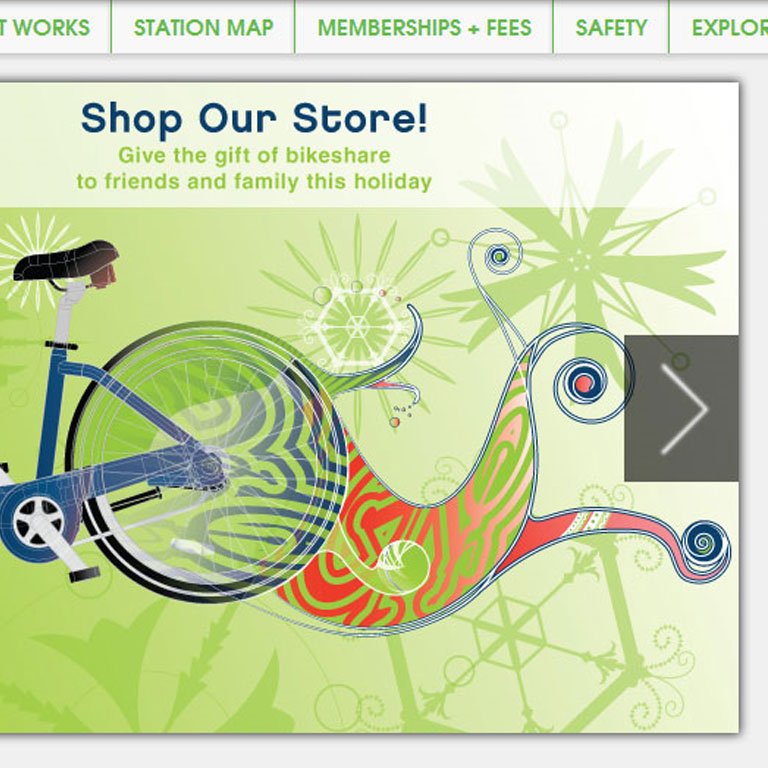 T WORKS STATION MAP MEMBERSHIPS + FEES SAFETY EXPLOR
Shop Our Store!
Give the gift of bikeshare
to friends and family this holiday